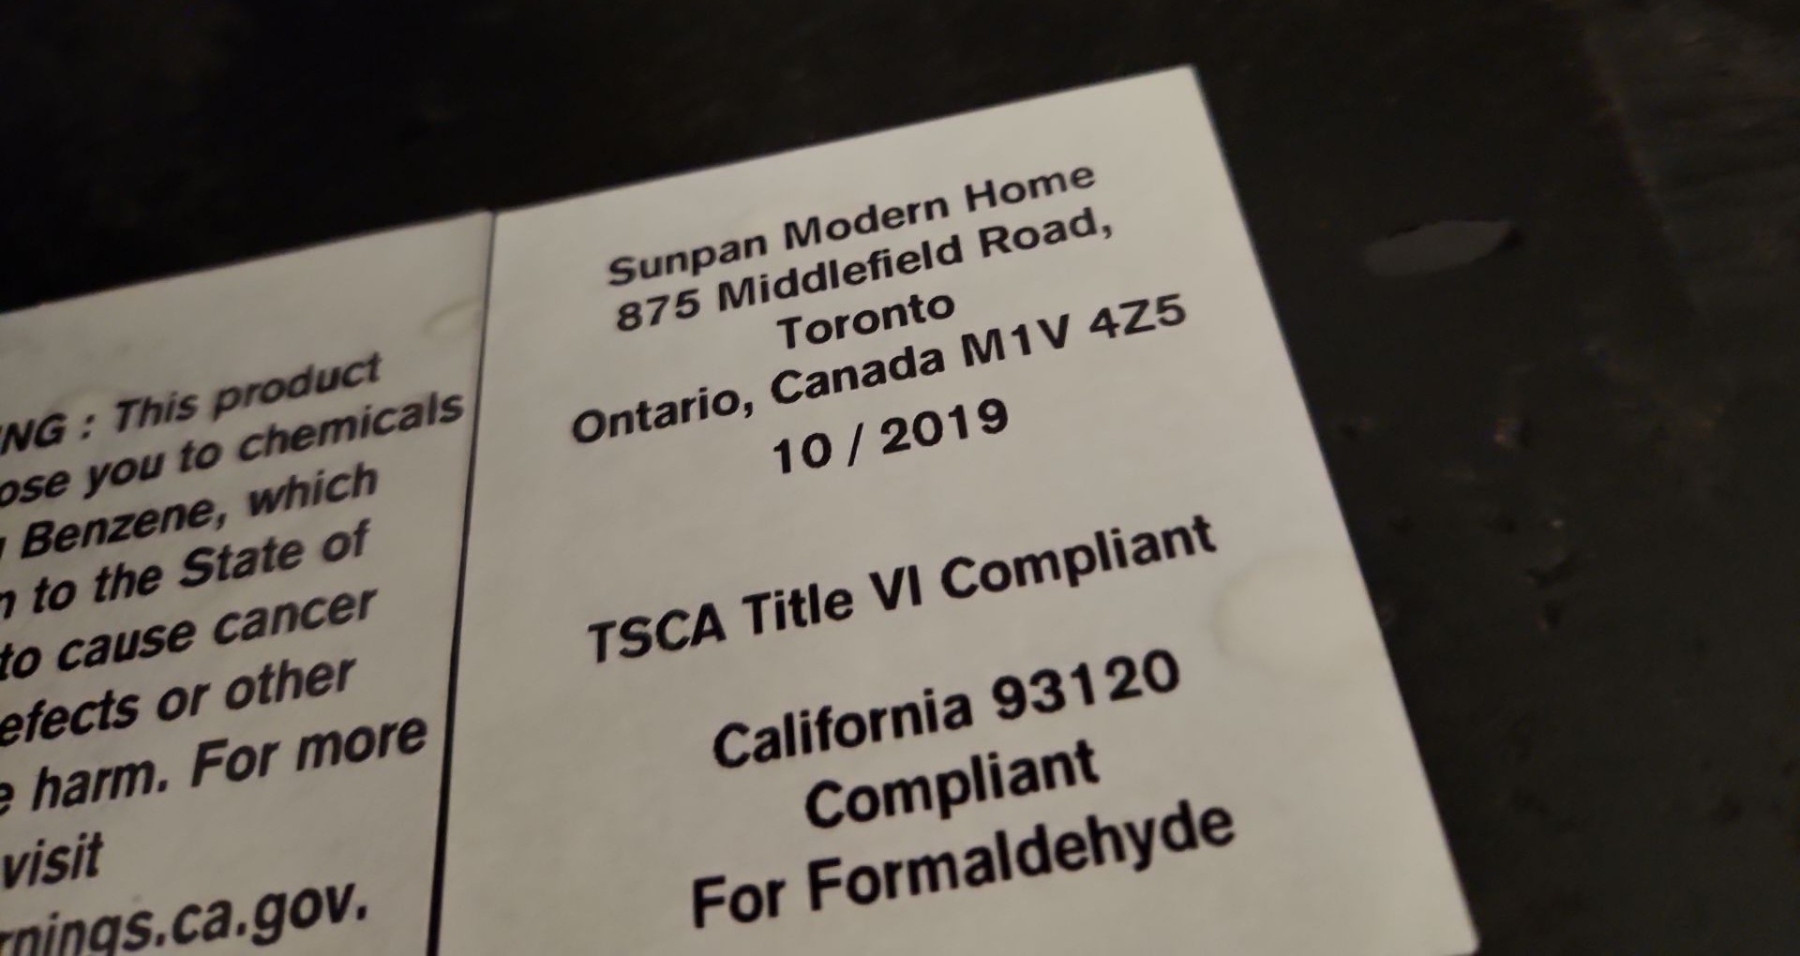 NG : This product
ose you to chemicals
Benzene, which
to the State of
to cause cancer
efects or other
harm. For more
visit
rnings.ca.gov.
Sunpan Modern Home
875 Middlefield Road,
Toronto
Ontario, Canada M1V 4Z5
10 / 2019
TSCA Title VI Compliant
California 93120
Compliant
For Formaldehyde